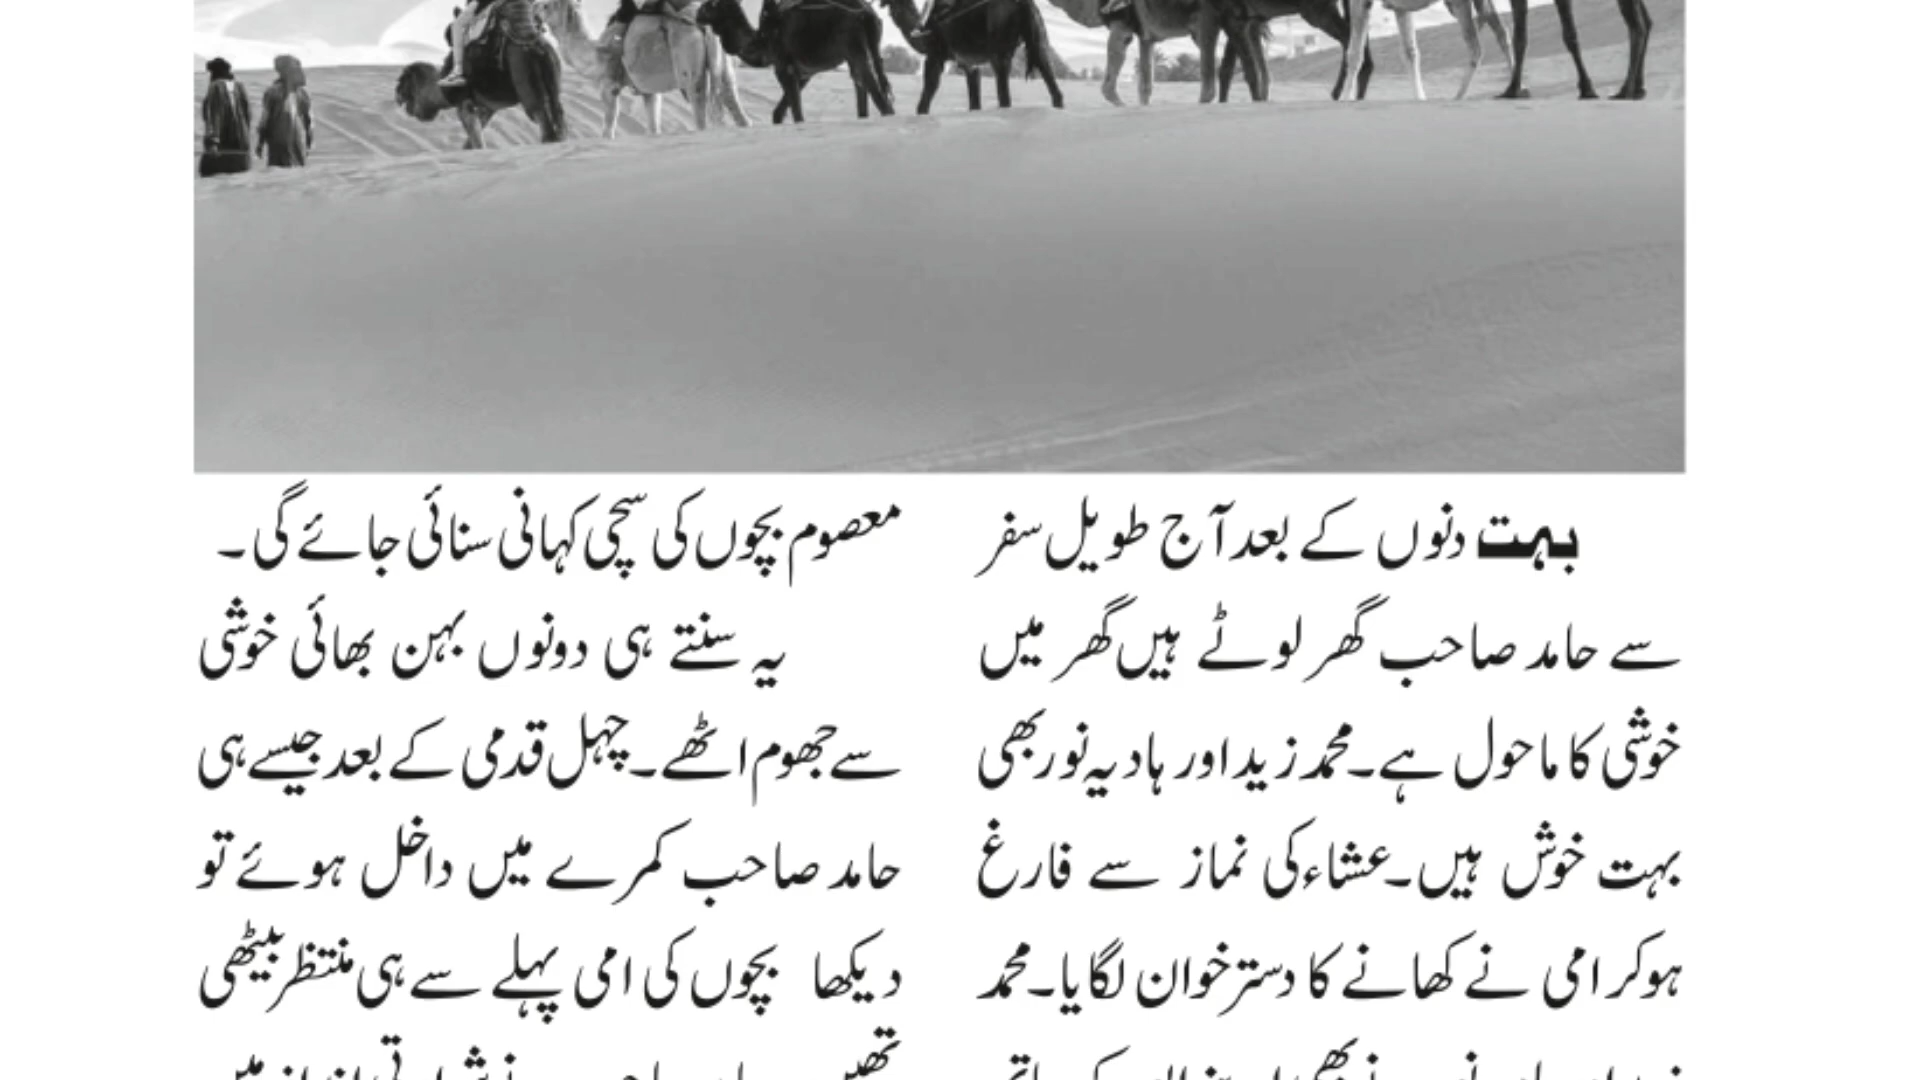 بہت دنوں کے بعد آج طویل سفر
سے حامد صاحب گھر لوٹے ہیں گھر میں
خوشی کا ماحول ہے۔ محمد زید اور ہادیہ نور بھی
بہت خوش ہیں۔ عشاء کی نماز سے فارغ
ہوکر امی نے کھانے کا دسترخوان لگایا۔ محمد
معصوم بچوں کی سچی کہانی سنائی جائے گی۔
یہ سنتے ہی دونوں بہن بھائی خوشی
سے جھوم اٹھے۔ چہل قدمی کے بعد جیسے ہی
حامد صاحب کمرے میں داخل ہوئے تو
دیکھا بچوں کی امی پہلے سے ہی منتظر بیٹھی